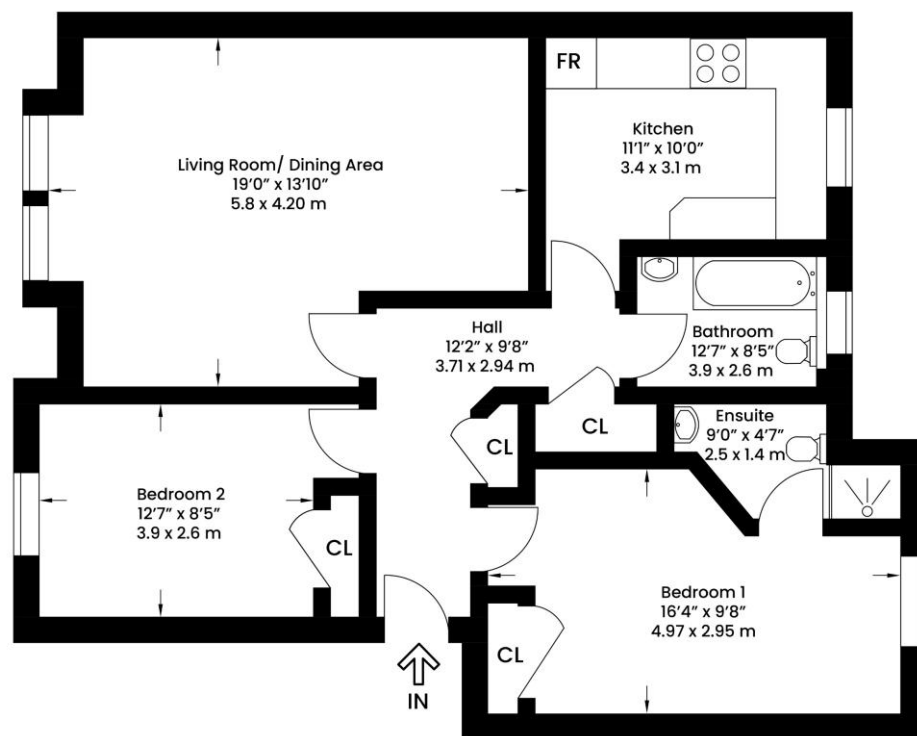 Living Room/ Dining Area
19'0" x 13'10"
5.8 x 4.20 m
FR
Kitchen
11'1" x 10'0"
3.4 x 3.1 m
Hall
12'2" x 9'8"
3.71 x 2.94 m
Bathroom
12'7" x 8'5"
3.9 x 2.6 m
CL
CL
Ensuite
9'0" x 4'7"
2.5 x 1.4 m
Bedroom 2
12'7" x 8'5"
3.9 x 2.6 m
CL
Bedroom 1
16'4" x 9'8"
4.97 x 2.95 m
CL
IN